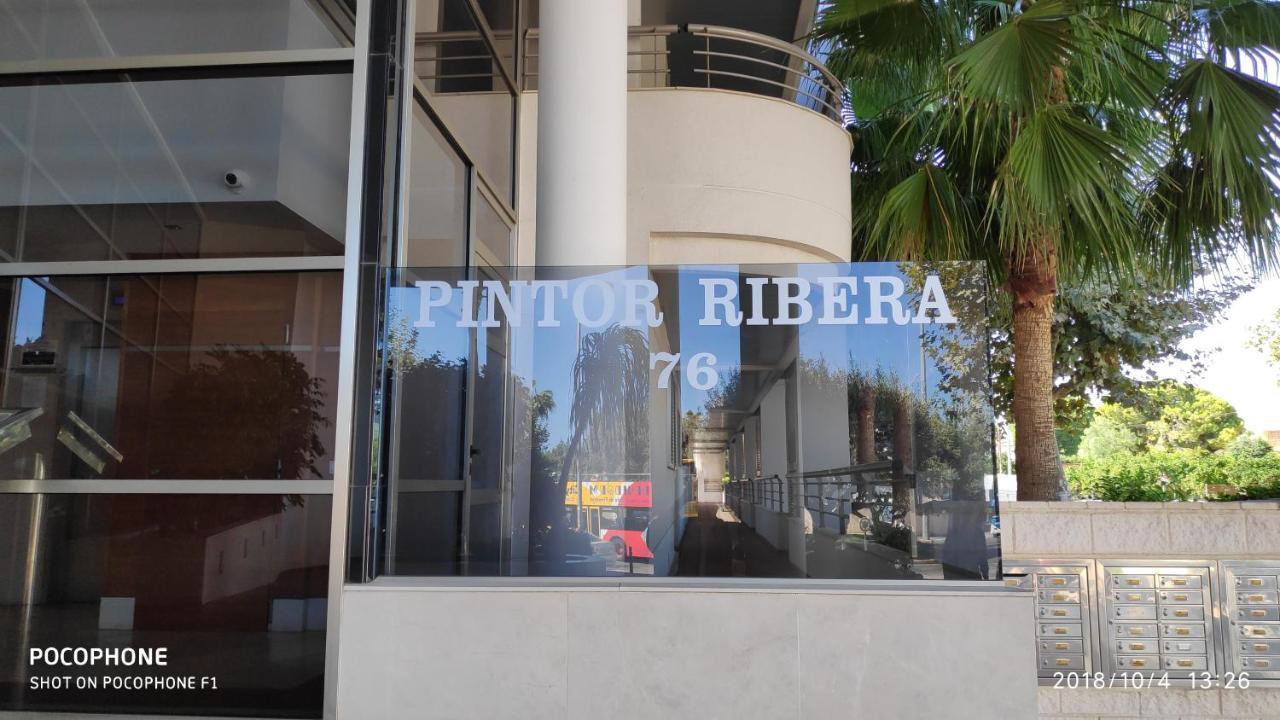 PINTOR RIBERA
76
POCOPHONE
SHOT ON POCOPHONE F1
2018/10/4 13:26